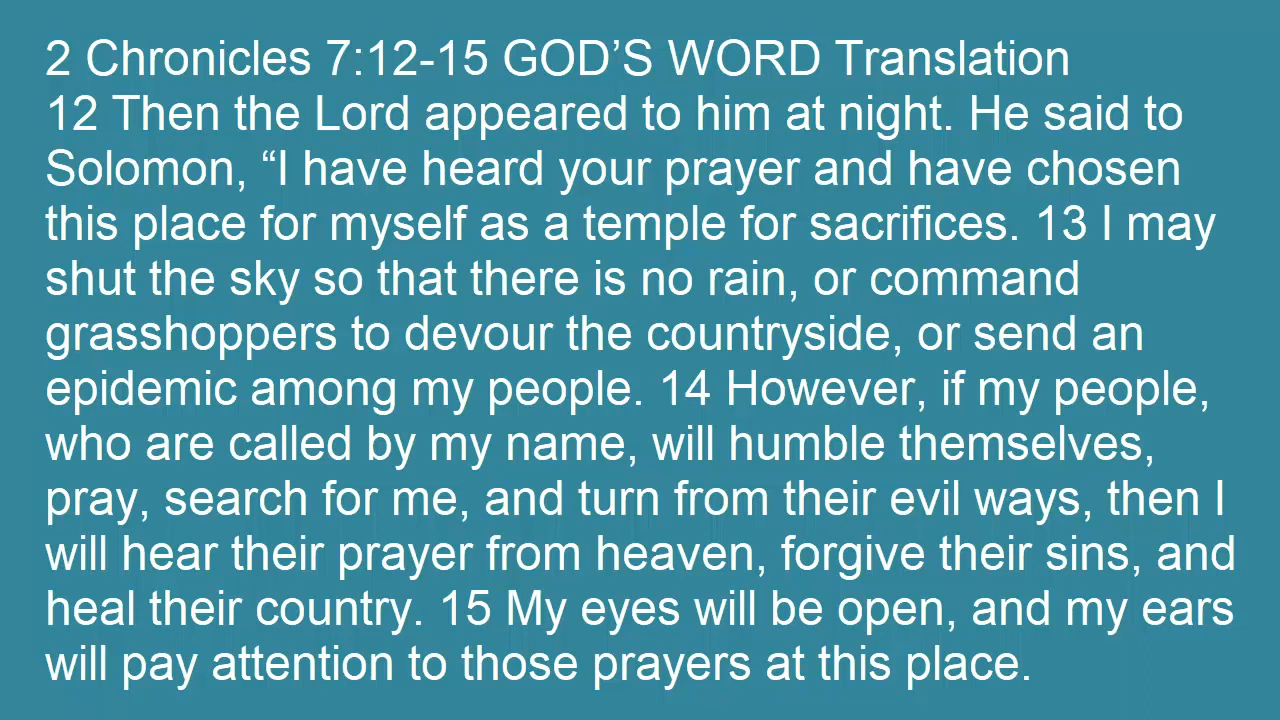 2 Chronicles 7:12-15 GOD’S WORD Translation
12 Then the Lord appeared to him at night. He said to
Solomon, “I have heard your prayer and have chosen
this place for myself as a temple for sacrifices. 13 I may
shut the sky so that there is no rain, or command
grasshoppers to devour the countryside, or send an
epidemic among my people. 14 However, if my people,
who are called by my name, will humble themselves,
pray, search for me, and turn from their evil ways, then I
will hear their prayer from heaven, forgive their sins, and
heal their country. 15 My eyes will be open, and my ears
will pay attention to those prayers at this place.